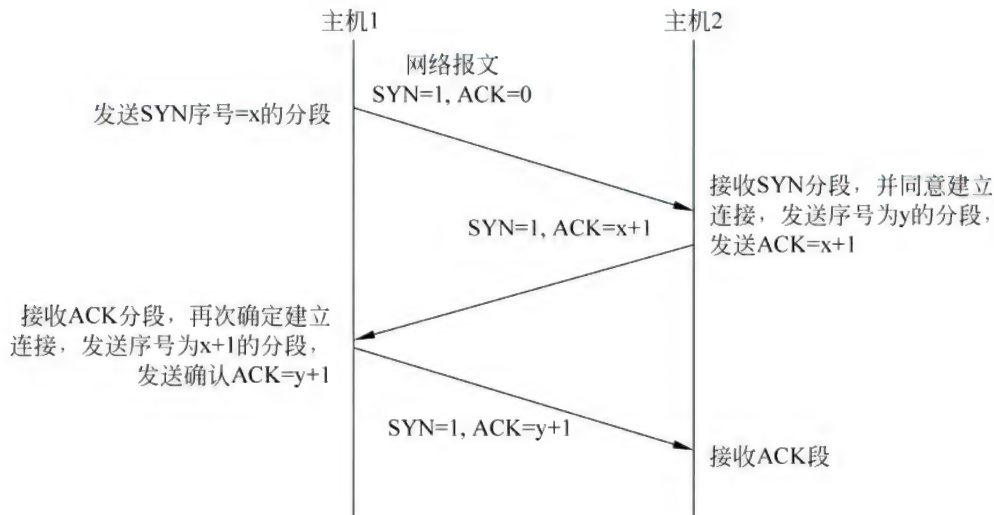 主机1
主机2
网络报文
SYN=1, ACK=0
发送SYN序号=x的分段
接收SYN分段，并同意建立
连接，发送序号为y的分段，
发送ACK=x+1
SYN=1, ACK=x+1
接收ACK分段，再次确定建立
连接，发送序号为x+1的分段，
发送确认ACK=y+1
SYN=1, ACK=y+1
接收ACK段